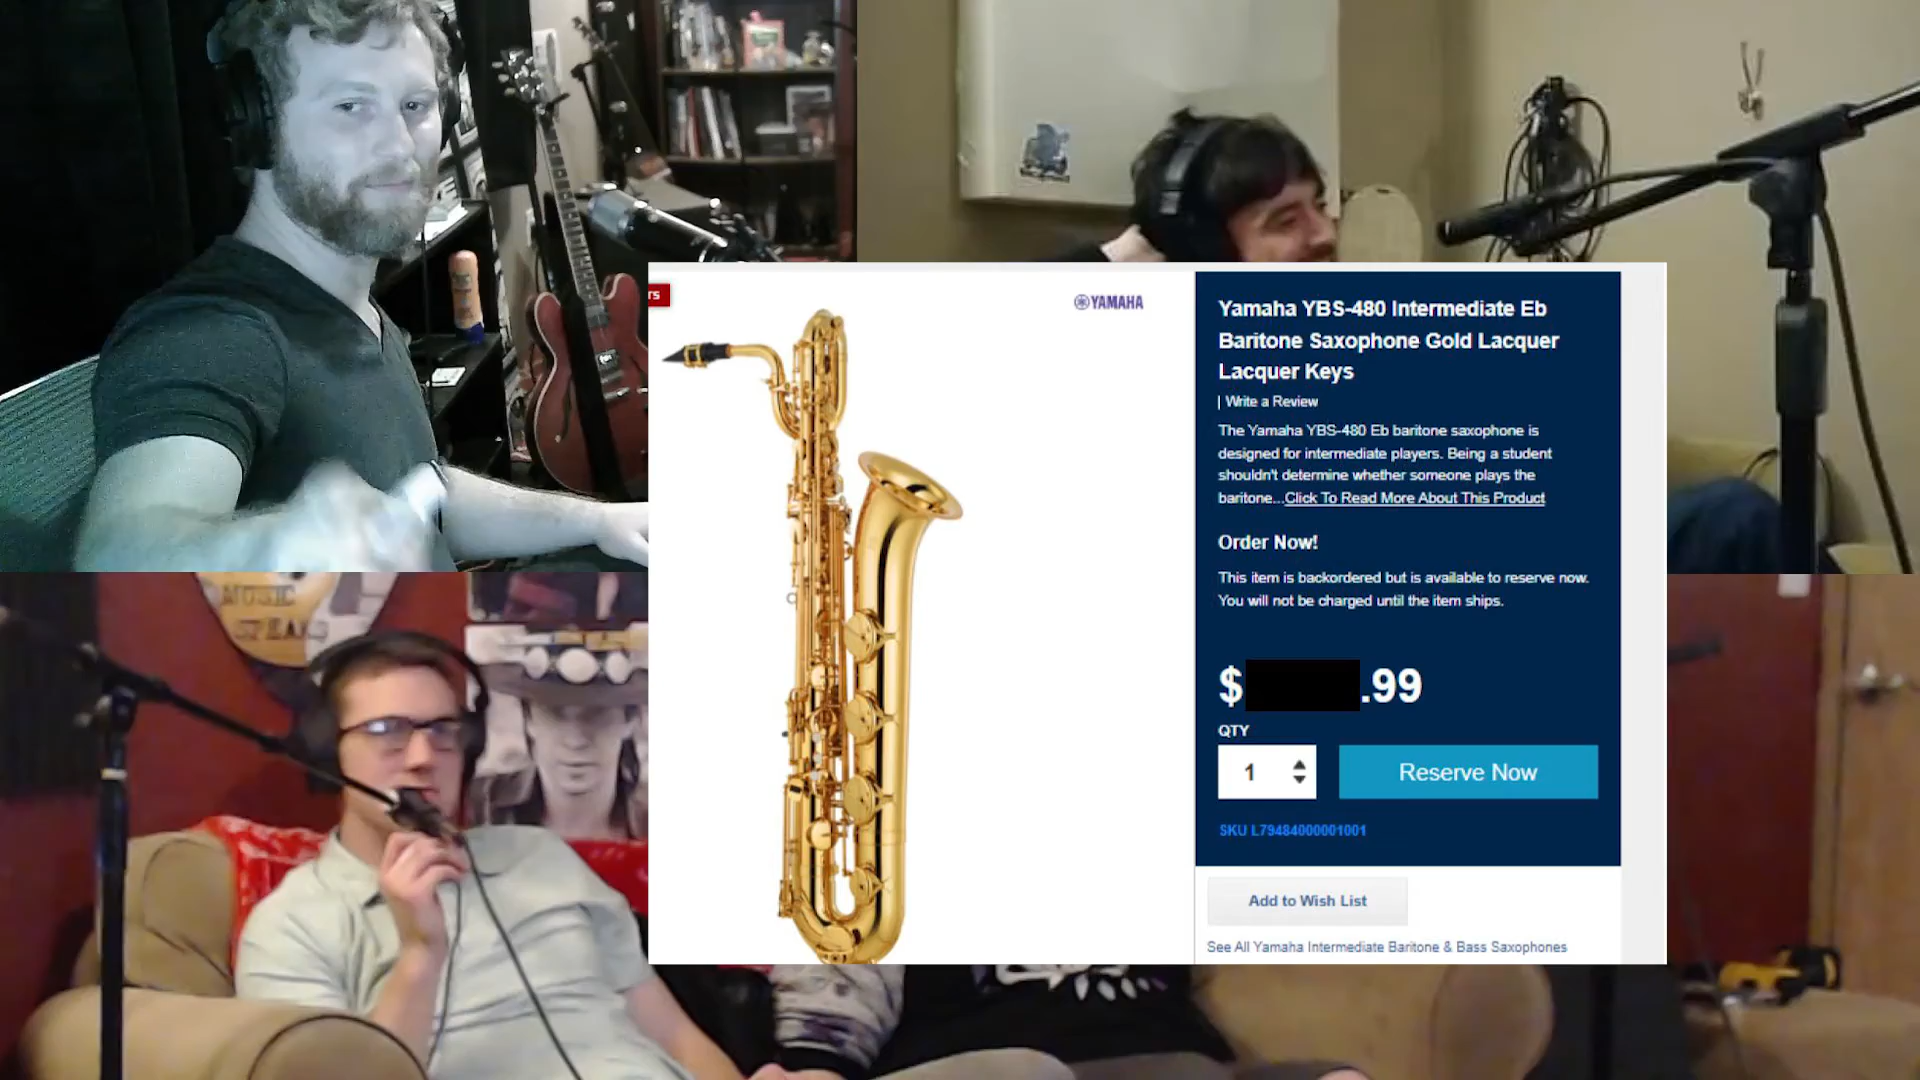 MUSIC
SPEAKS
YAMAHA
Yamaha YBS-480 Intermediate Eb
Baritone Saxophone Gold Lacquer
Lacquer Keys
| Write a Review
The Yamaha YBS-480 Eb baritone saxophone is
designed for intermediate players. Being a student
shouldn't determine whether someone plays the
baritone...Click To Read More About This Product
Order Now!
This item is backordered but is available to reserve now.
You will not be charged until the item ships.
$ .99
QTY
1
Reserve Now
SKU L79484000001001
Add to Wish List
See All Yamaha Intermediate Baritone & Bass Saxophones